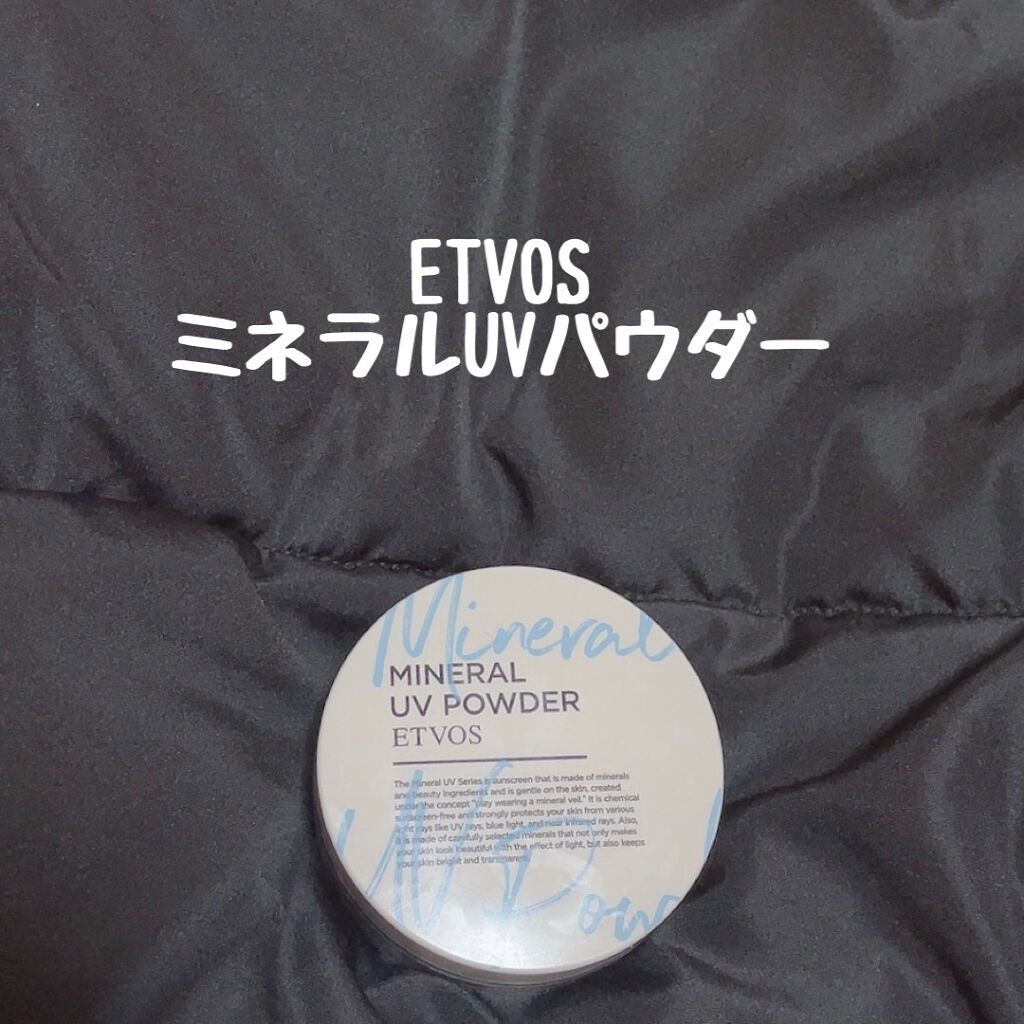 ETVOS
ミネラルUVパウダー
Mineral
MINERAL
UV POWDER
ETVOS
The Mineral UV Series is sunscreen that is made of minerals
and beauty ingredients and is gentle on the skin, created
under the concept "play wearing a mineral veil." It is chemical
sunscreen-free and strongly protects your skin from various
light rays like UV rays, blue light, and near infrared rays. Also,
it is made of carefully selected minerals that not only makes
your skin look beautiful with the effect of light, but also keeps
your skin bright and transparent.
UV Powd